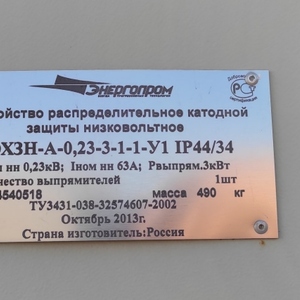 Энергопром
ойство распределительное катодной
защиты низковольтное
ХЗН-А-0,23-3-1-1-У1 IP44/34
м нн 0,23кВ; Iном нн 63А; Рвыпрям.3кВт
чество выпрямителей 1шт
4540518 масса 490 кг
ТУ3431-038-32574607-2002
Октябрь 2013г.
Страна изготовитель:Россия